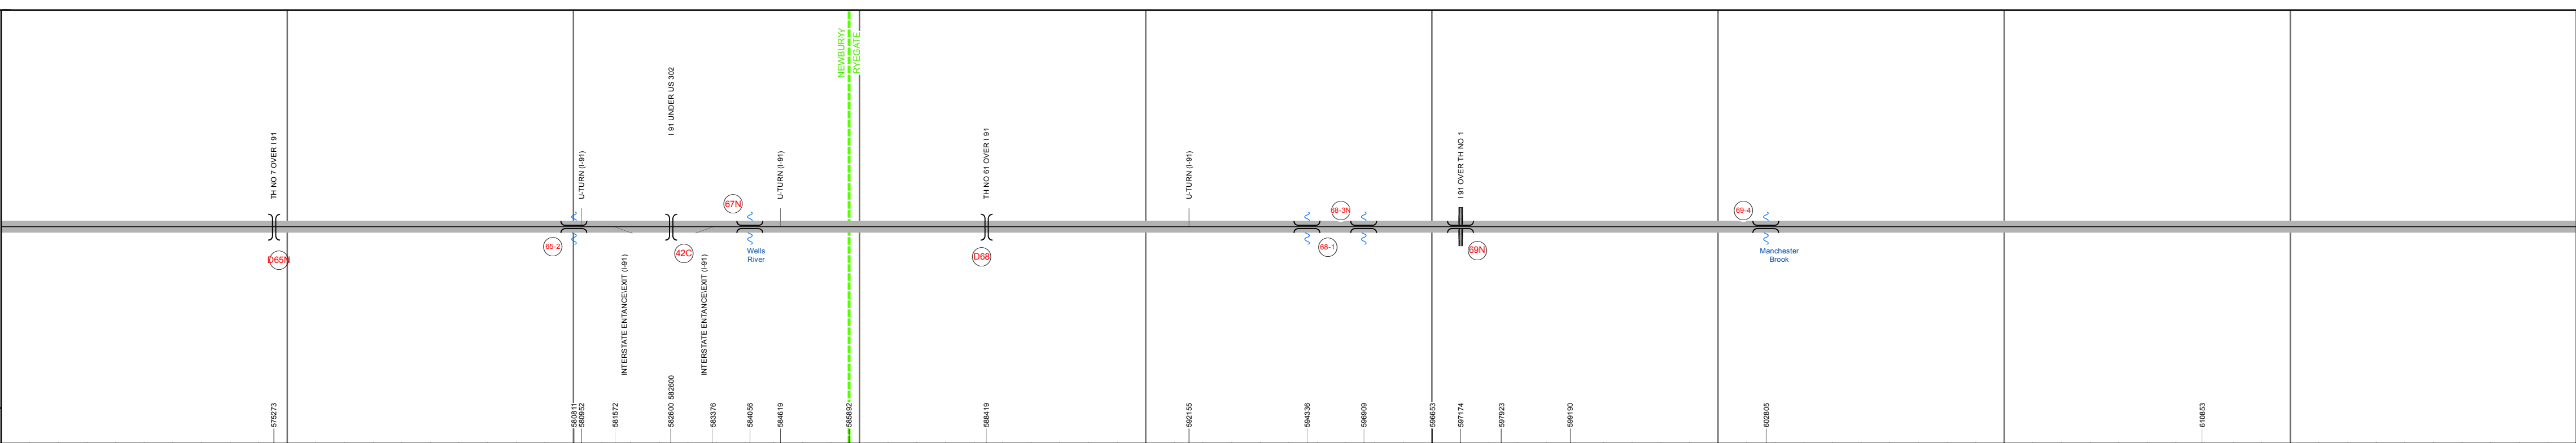 NEWBURY
RYEGATE
I 91 UNDER US 302
TH NO 7 OVER I 91
U-TURN (I-91)
U-TURN (I-91)
TH NO 61 OVER I 91
U-TURN (I-91)
I 91 OVER TH NO 1
67N
68-3N
69-4
D65N
65-2
42C
Wells
River
D68
68-1
69N
Manchester
Brook
INTERSTATE ENTANCE\EXIT (I-91)
INTERSTATE ENTANCE\EXIT (I-91)
575273
580811
580952
581572
582600 582600
583376
584056
584619
585892
588419
592155
594336
596909
596653
597174
597923
599190
602805
610853